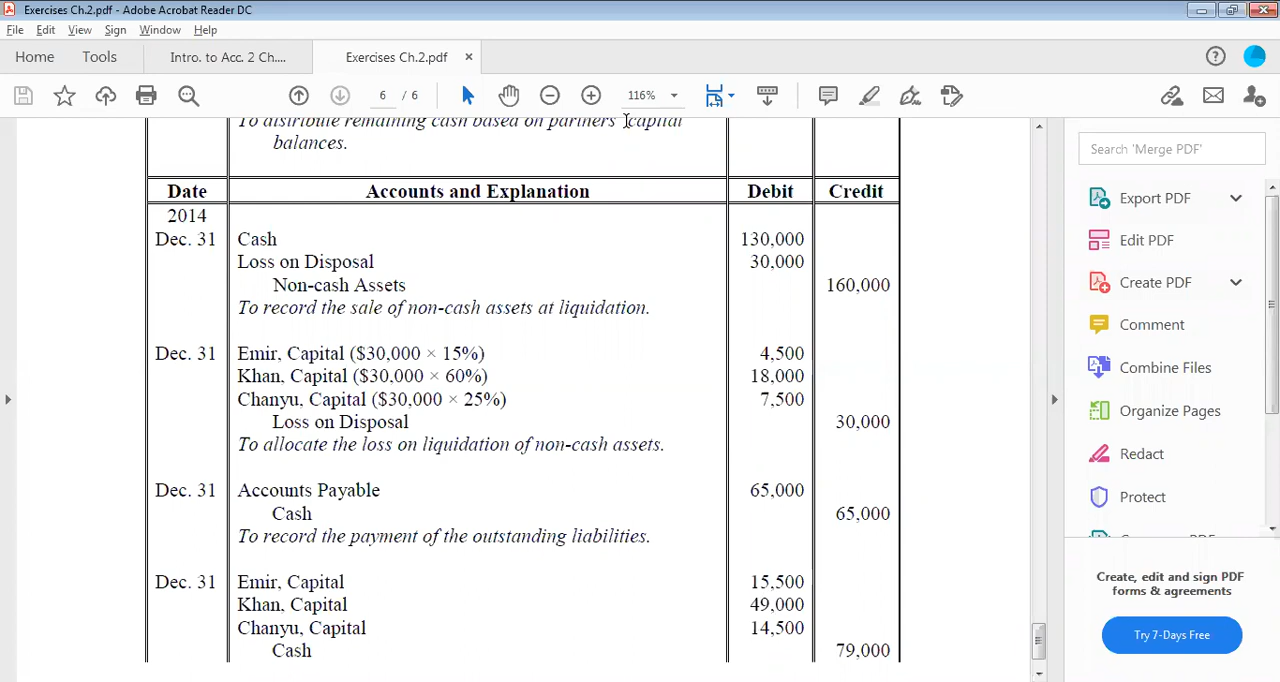 Exercises Ch.2.pdf - Adobe Acrobat Reader DC
File Edit View Sign Window Help
Home Tools Intro. to Acc. 2 Ch.... Exercises Ch.2.pdf ×
6 / 6 116%
To distribute remaining cash based on partners' capital
balances.
Date Accounts and Explanation Debit Credit
2014
Dec. 31 Cash 130,000
Loss on Disposal 30,000
Non-cash Assets 160,000
To record the sale of non-cash assets at liquidation.
Dec. 31 Emir, Capital ($30,000 × 15%) 4,500
Khan, Capital ($30,000 × 60%) 18,000
Chanyu, Capital ($30,000 × 25%) 7,500
Loss on Disposal 30,000
To allocate the loss on liquidation of non-cash assets.
Dec. 31 Accounts Payable 65,000
Cash 65,000
To record the payment of the outstanding liabilities.
Dec. 31 Emir, Capital 15,500
Khan, Capital 49,000
Chanyu, Capital 14,500
Cash 79,000
Search 'Merge PDF'
Export PDF
Edit PDF
Create PDF
Comment
Combine Files
Organize Pages
Redact
Protect
Create, edit and sign PDF
forms & agreements
Try 7-Days Free